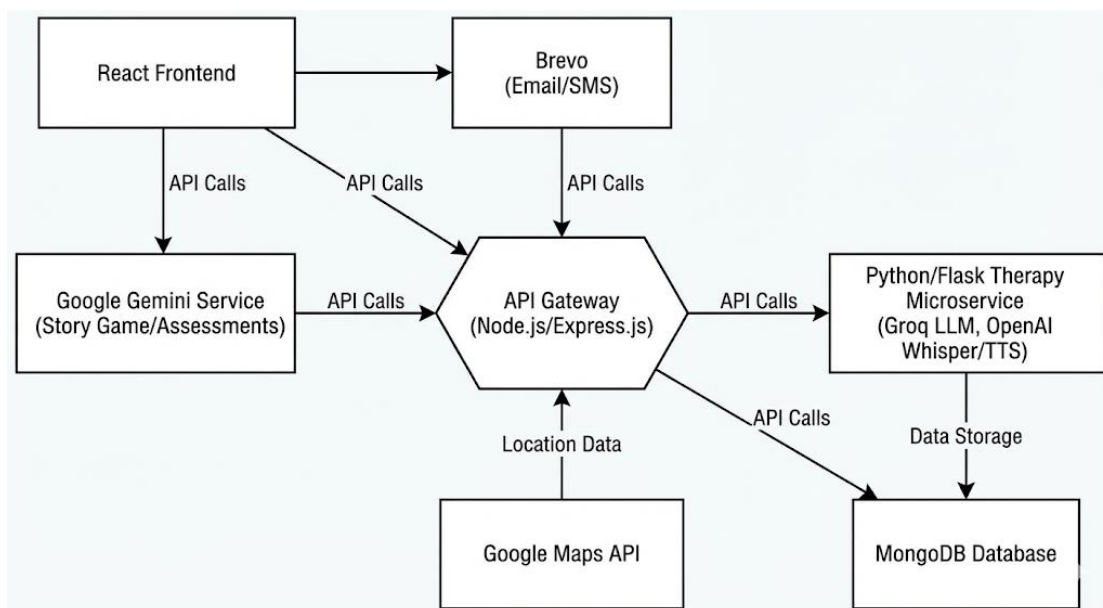 React Frontend
Brevo
(Email/SMS)
API Calls
API Calls
API Calls
Google Gemini Service
(Story Game/Assessments)
API Calls
API Gateway
(Node.js/Express.js)
API Calls
Python/Flask Therapy
Microservice
(Groq LLM, OpenAI
Whisper/TTS)
Location Data
API Calls
Data Storage
Google Maps API
MongoDB Database